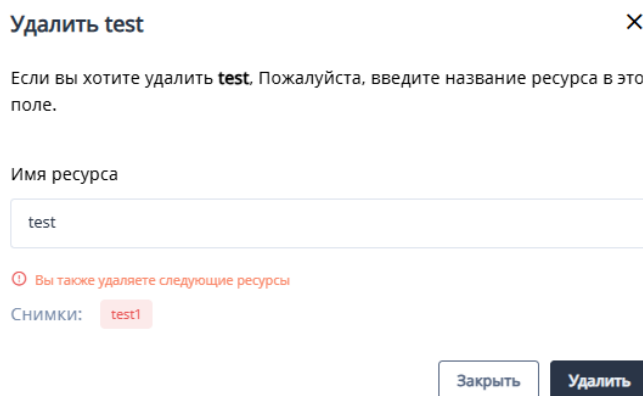 Удалить test
Если вы хотите удалить test, Пожалуйста, введите название ресурса в это
поле.
Имя ресурса
test
Вы также удаляете следующие ресурсы
Снимки: test1
Закрыть Удалить